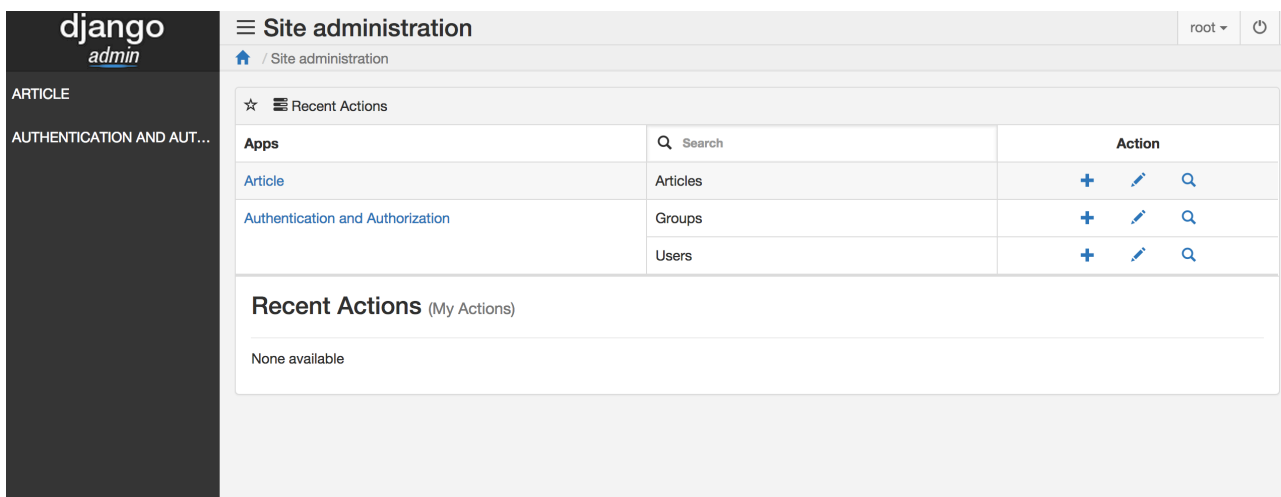 django
admin
Site administration
root
/ Site administration
ARTICLE
AUTHENTICATION AND AUT...
Recent Actions
Apps
Search
Action
Article
Articles
Authentication and Authorization
Groups
Users
Recent Actions (My Actions)
None available